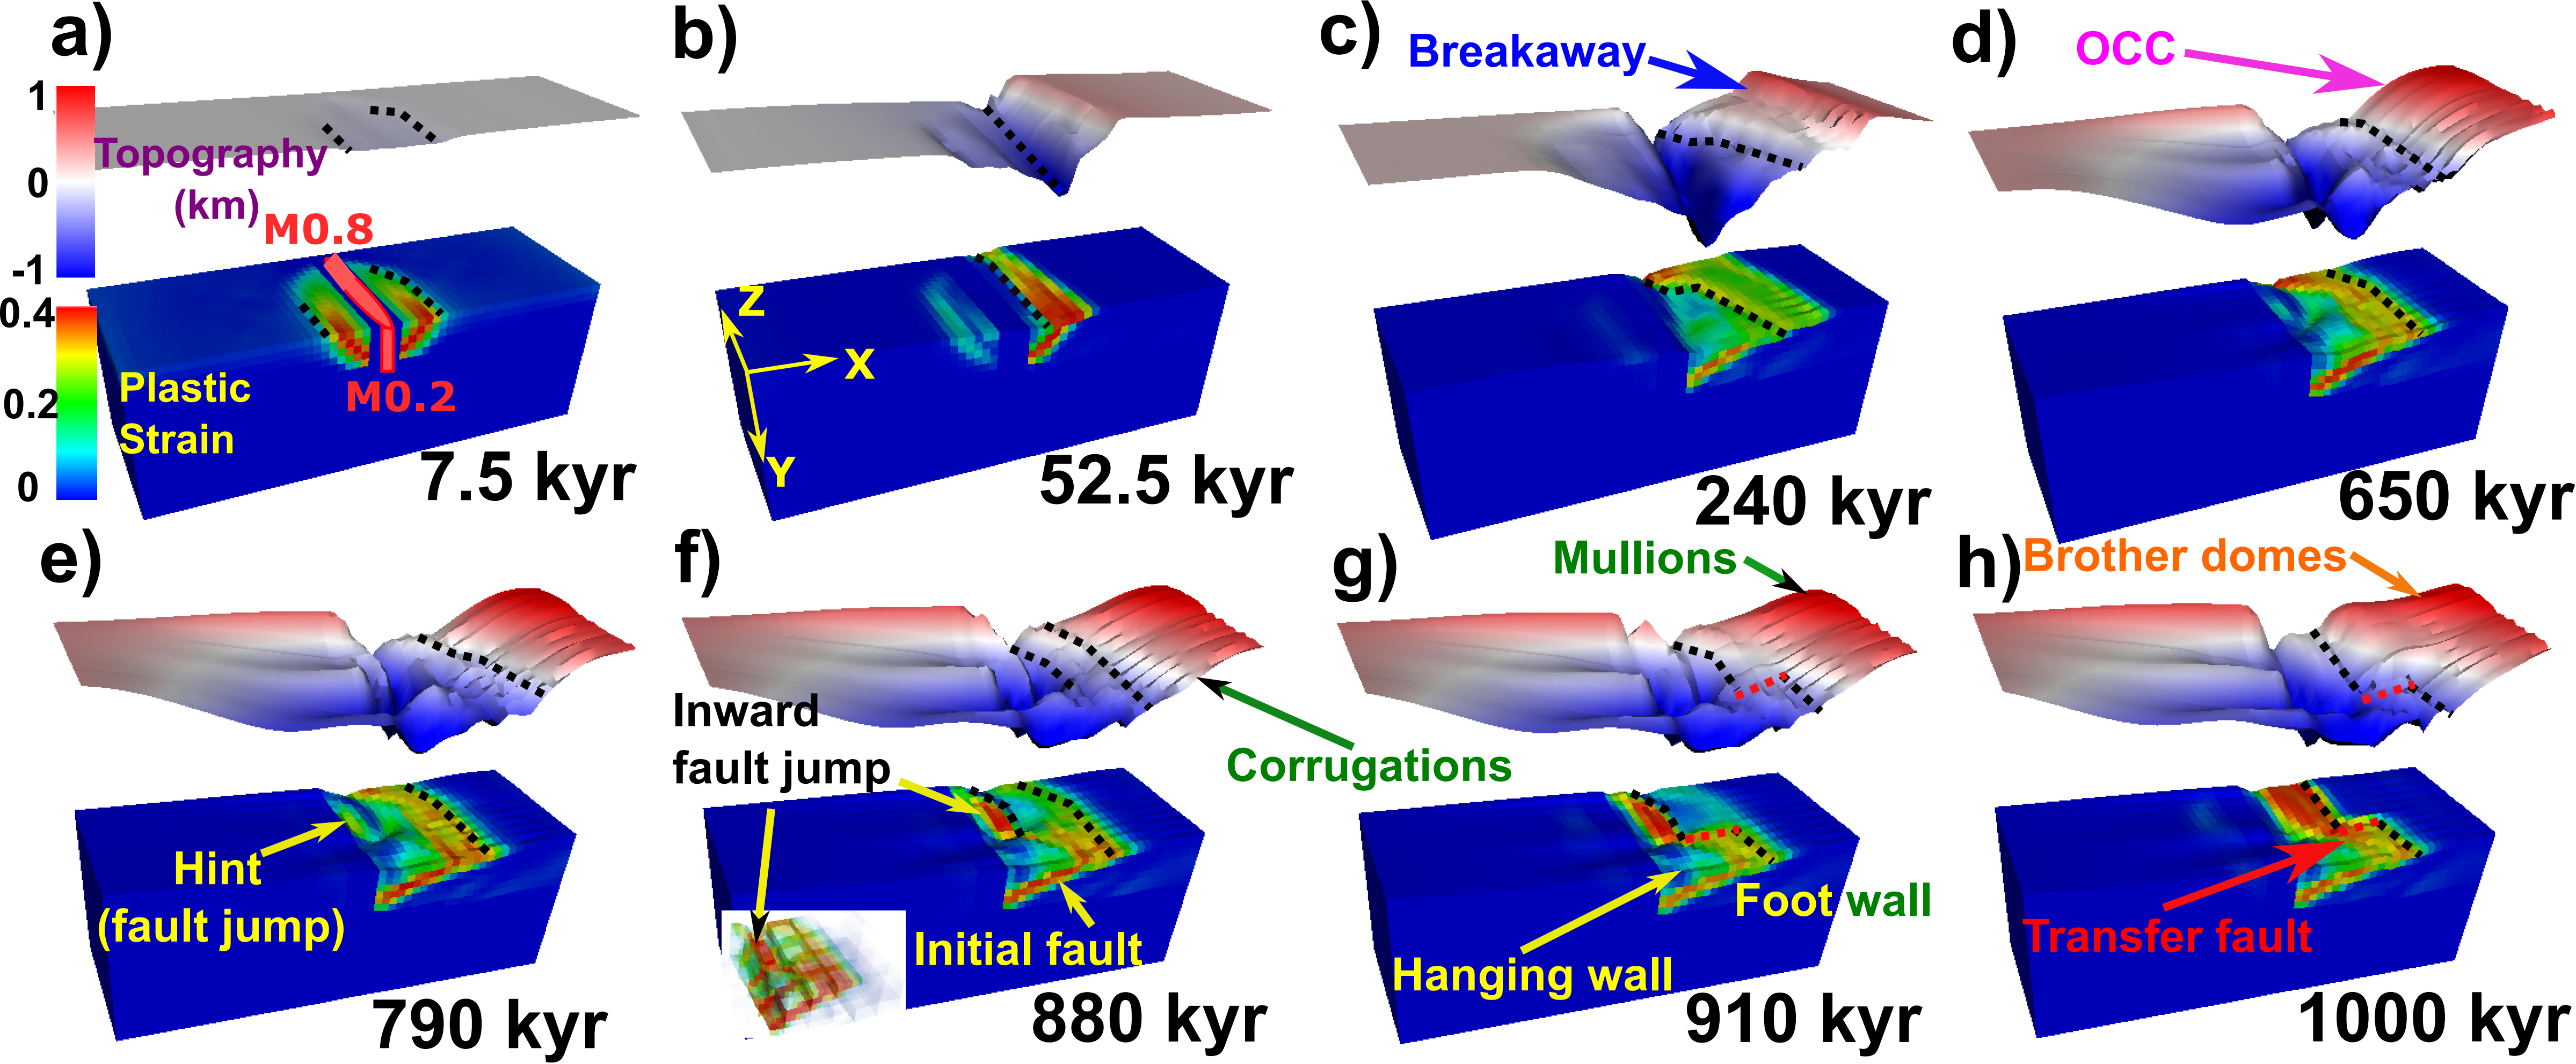 a)
1
0
-1
Topography
(km)
M0.8
0.4
0.2
0
Plastic
Strain
M0.2
7.5 kyr
b)
Z
X
Y
52.5 kyr
c)
Breakaway
240 kyr
d)
OCC
650 kyr
e)
Hint
(fault jump)
790 kyr
f)
Inward
fault jump
Corrugations
Initial fault
880 kyr
g)
Mullions
Foot wall
Hanging wall
910 kyr
h)
Brother domes
Transfer fault
1000 kyr